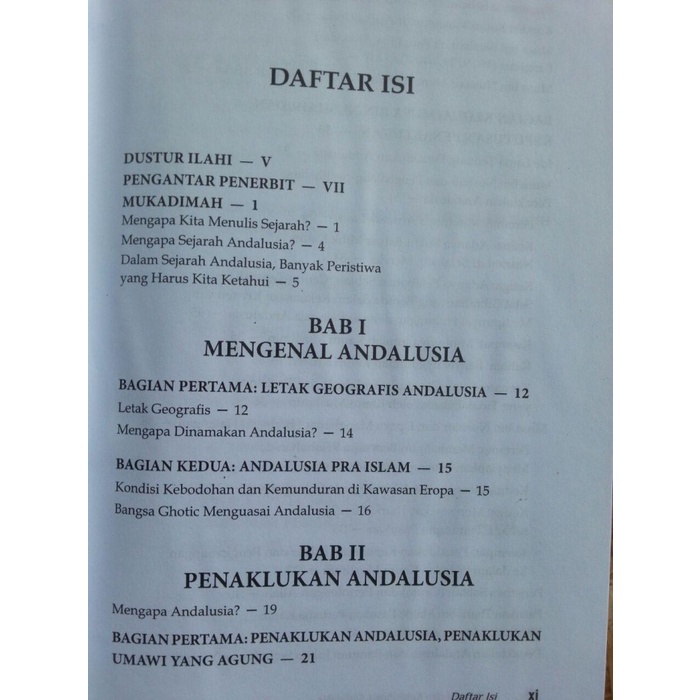 DAFTAR ISI
DUSTUR ILAHI — V
PENGANTAR PENERBIT — VII
MUKADIMAH — 1
Mengapa Kita Menulis Sejarah? — 1
Mengapa Sejarah Andalusia? — 4
Dalam Sejarah Andalusia, Banyak Peristiwa
yang Harus Kita Ketahui — 5
BAB I
MENGENAL ANDALUSIA
BAGIAN PERTAMA: LETAK GEOGRAFIS ANDALUSIA — 12
Letak Geografis — 12
Mengapa Dinamakan Andalusia? — 14
BAGIAN KEDUA: ANDALUSIA PRA ISLAM — 15
Kondisi Kebodohan dan Kemunduran di Kawasan Eropa — 15
Bangsa Ghotic Menguasai Andalusia — 16
BAB II
PENAKLUKAN ANDALUSIA
Mengapa Andalusia? — 19
BAGIAN PERTAMA: PENAKLUKAN ANDALUSIA, PENAKLUKAN
UMAWI YANG AGUNG — 21
Daftar Isi xi